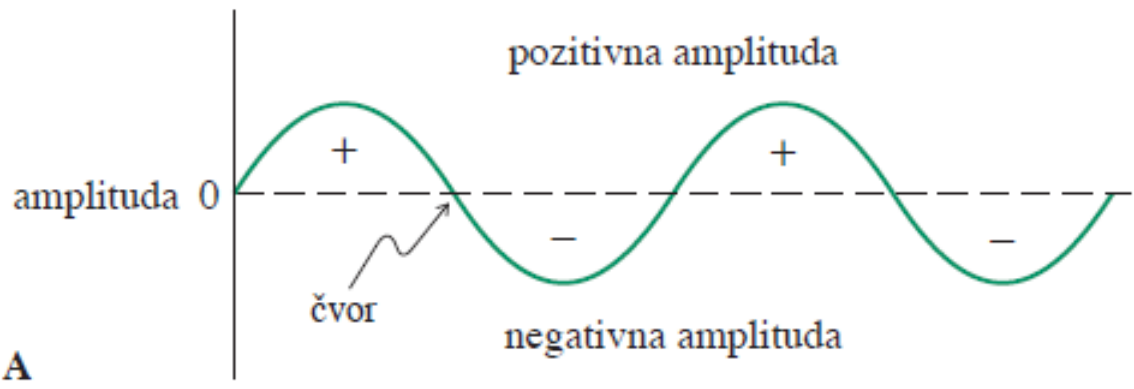 pozitivna amplituda
+
+
amplituda 0
−
−
čvor
negativna amplituda
A